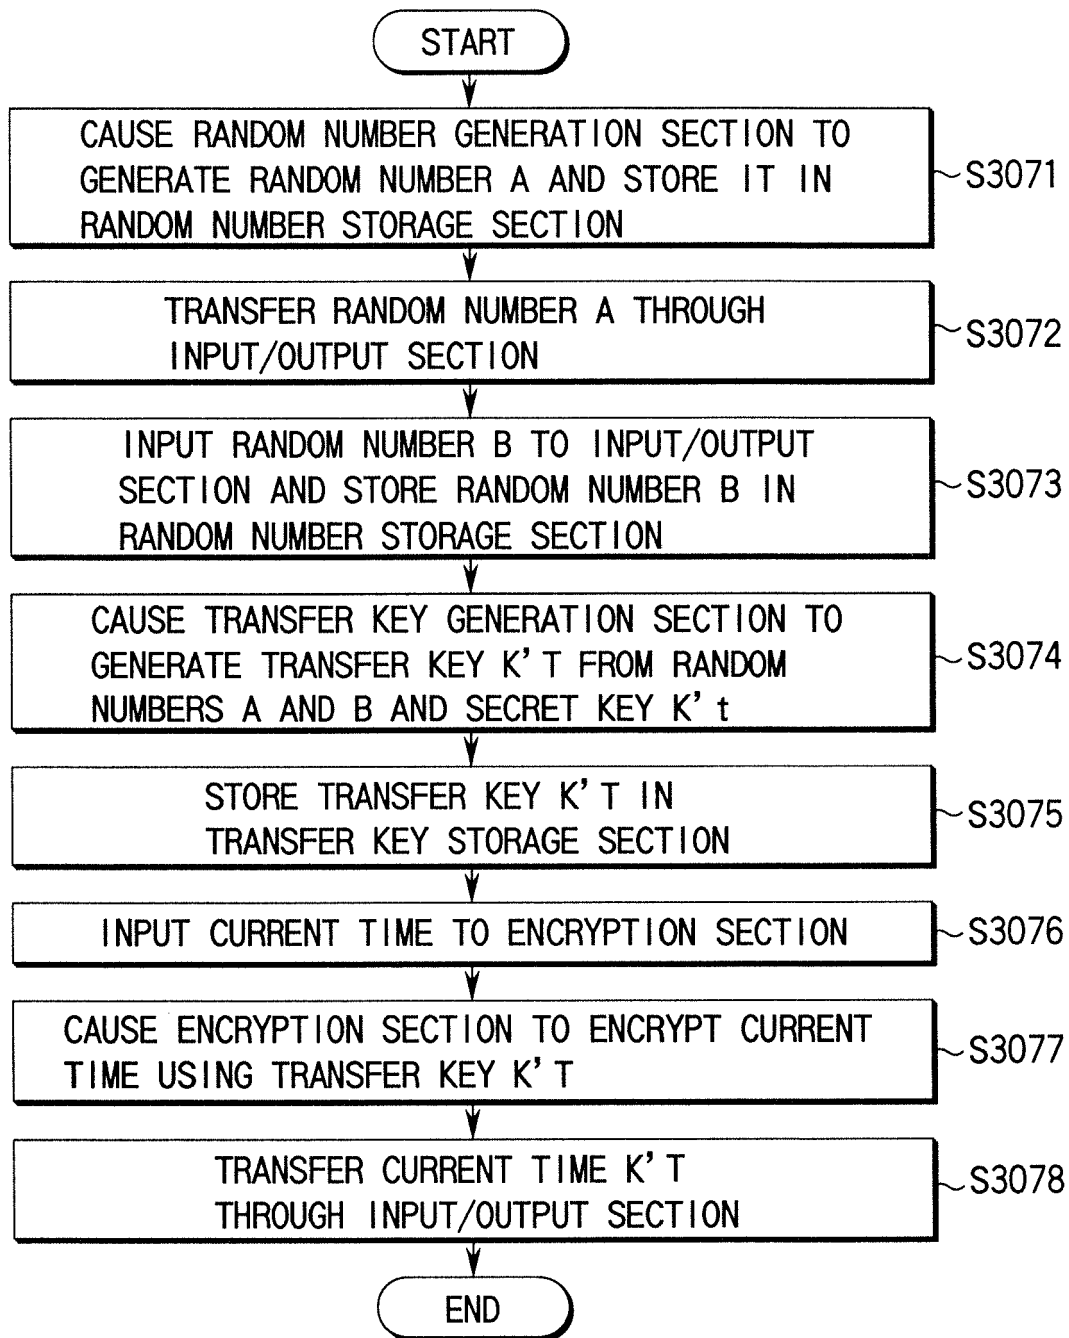 START
CAUSE RANDOM NUMBER GENERATION SECTION TO
GENERATE RANDOM NUMBER A AND STORE IT IN
RANDOM NUMBER STORAGE SECTION
S3071
TRANSFER RANDOM NUMBER A THROUGH
INPUT/OUTPUT SECTION
S3072
INPUT RANDOM NUMBER B TO INPUT/OUTPUT
SECTION AND STORE RANDOM NUMBER B IN
RANDOM NUMBER STORAGE SECTION
S3073
CAUSE TRANSFER KEY GENERATION SECTION TO
GENERATE TRANSFER KEY K'T FROM RANDOM
NUMBERS A AND B AND SECRET KEY K't
S3074
STORE TRANSFER KEY K'T IN
TRANSFER KEY STORAGE SECTION
S3075
INPUT CURRENT TIME TO ENCRYPTION SECTION
S3076
CAUSE ENCRYPTION SECTION TO ENCRYPT CURRENT
TIME USING TRANSFER KEY K'T
S3077
TRANSFER CURRENT TIME K'T
THROUGH INPUT/OUTPUT SECTION
S3078
END